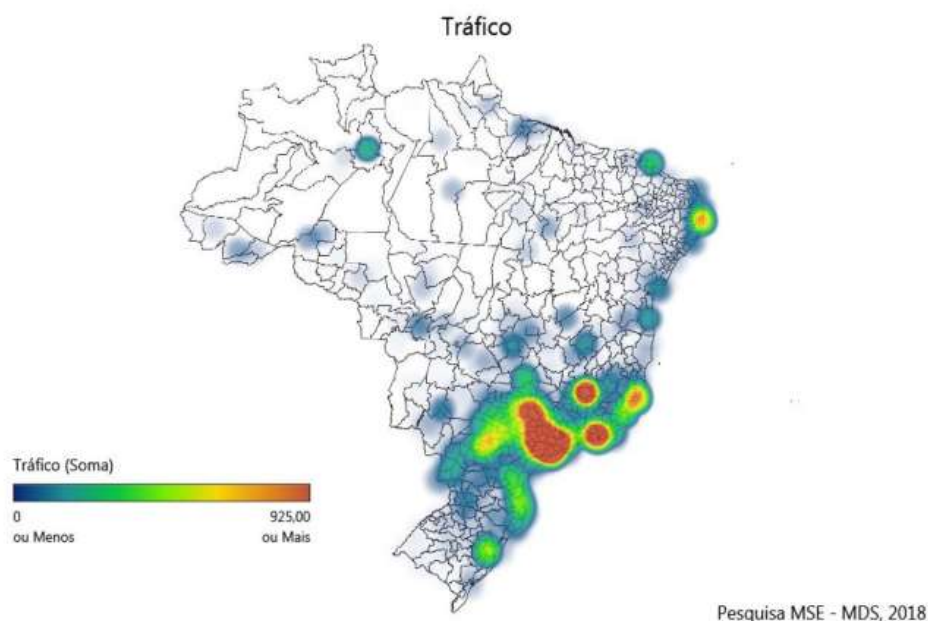 Tráfico
Tráfico (Soma)
0
925,00
ou Menos
ou Mais
Pesquisa MSE - MDS, 2018